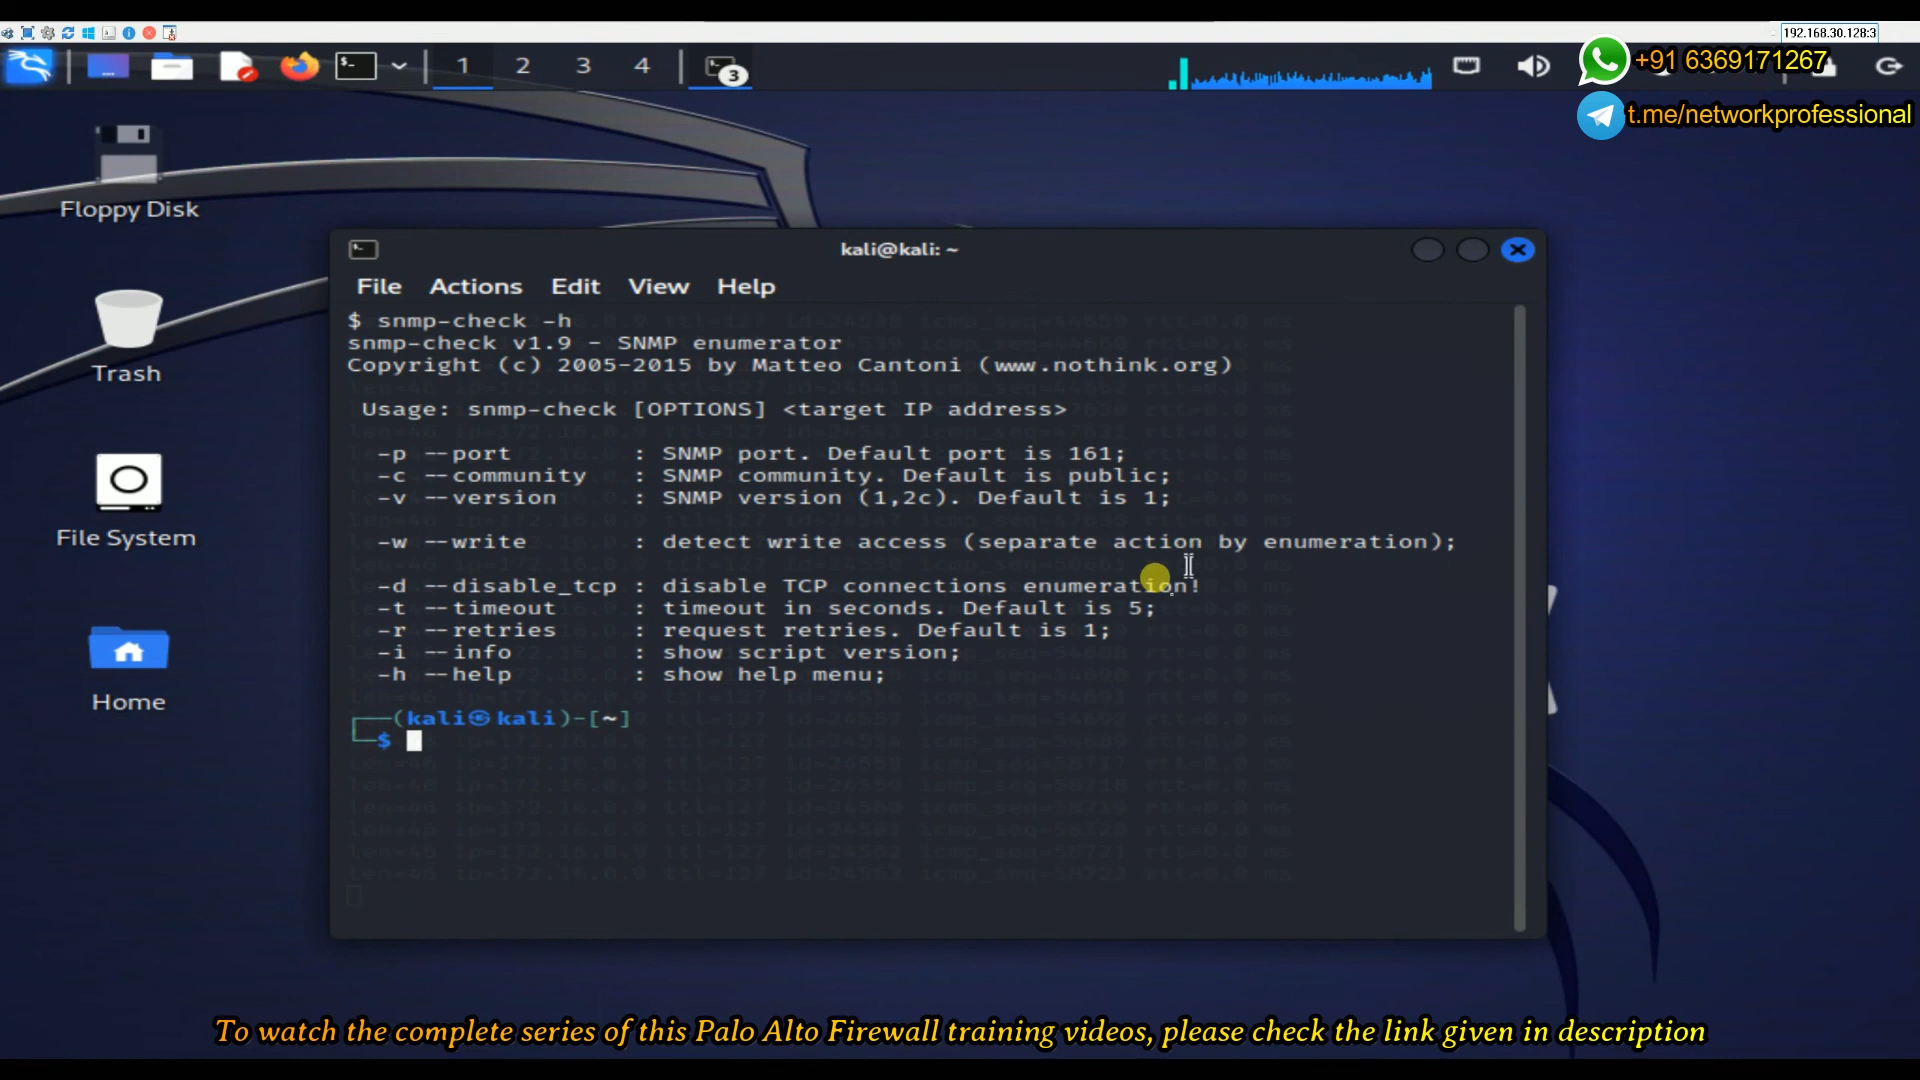 192.168.30.128:3
1 2 3 4 3
+91 6369171267
t.me/networkprofessional
Floppy Disk
Trash
File System
Home
kali@kali: ~
File Actions Edit View Help
$ snmp-check -h
snmp-check v1.9 - SNMP enumerator
Copyright (c) 2005-2015 by Matteo Cantoni (www.nothink.org)
Usage: snmp-check [OPTIONS] <target IP address>
-p --port : SNMP port. Default port is 161;
-c --community : SNMP community. Default is public;
-v --version : SNMP version (1,2c). Default is 1;
-w --write : detect write access (separate action by enumeration);
-d --disable_tcp : disable TCP connections enumeration!
-t --timeout : timeout in seconds. Default is 5;
-r --retries : request retries. Default is 1;
-i --info : show script version;
-h --help : show help menu;
┌──(kali㉿kali)-[~]
└─$
To watch the complete series of this Palo Alto Firewall training videos, please check the link given in description